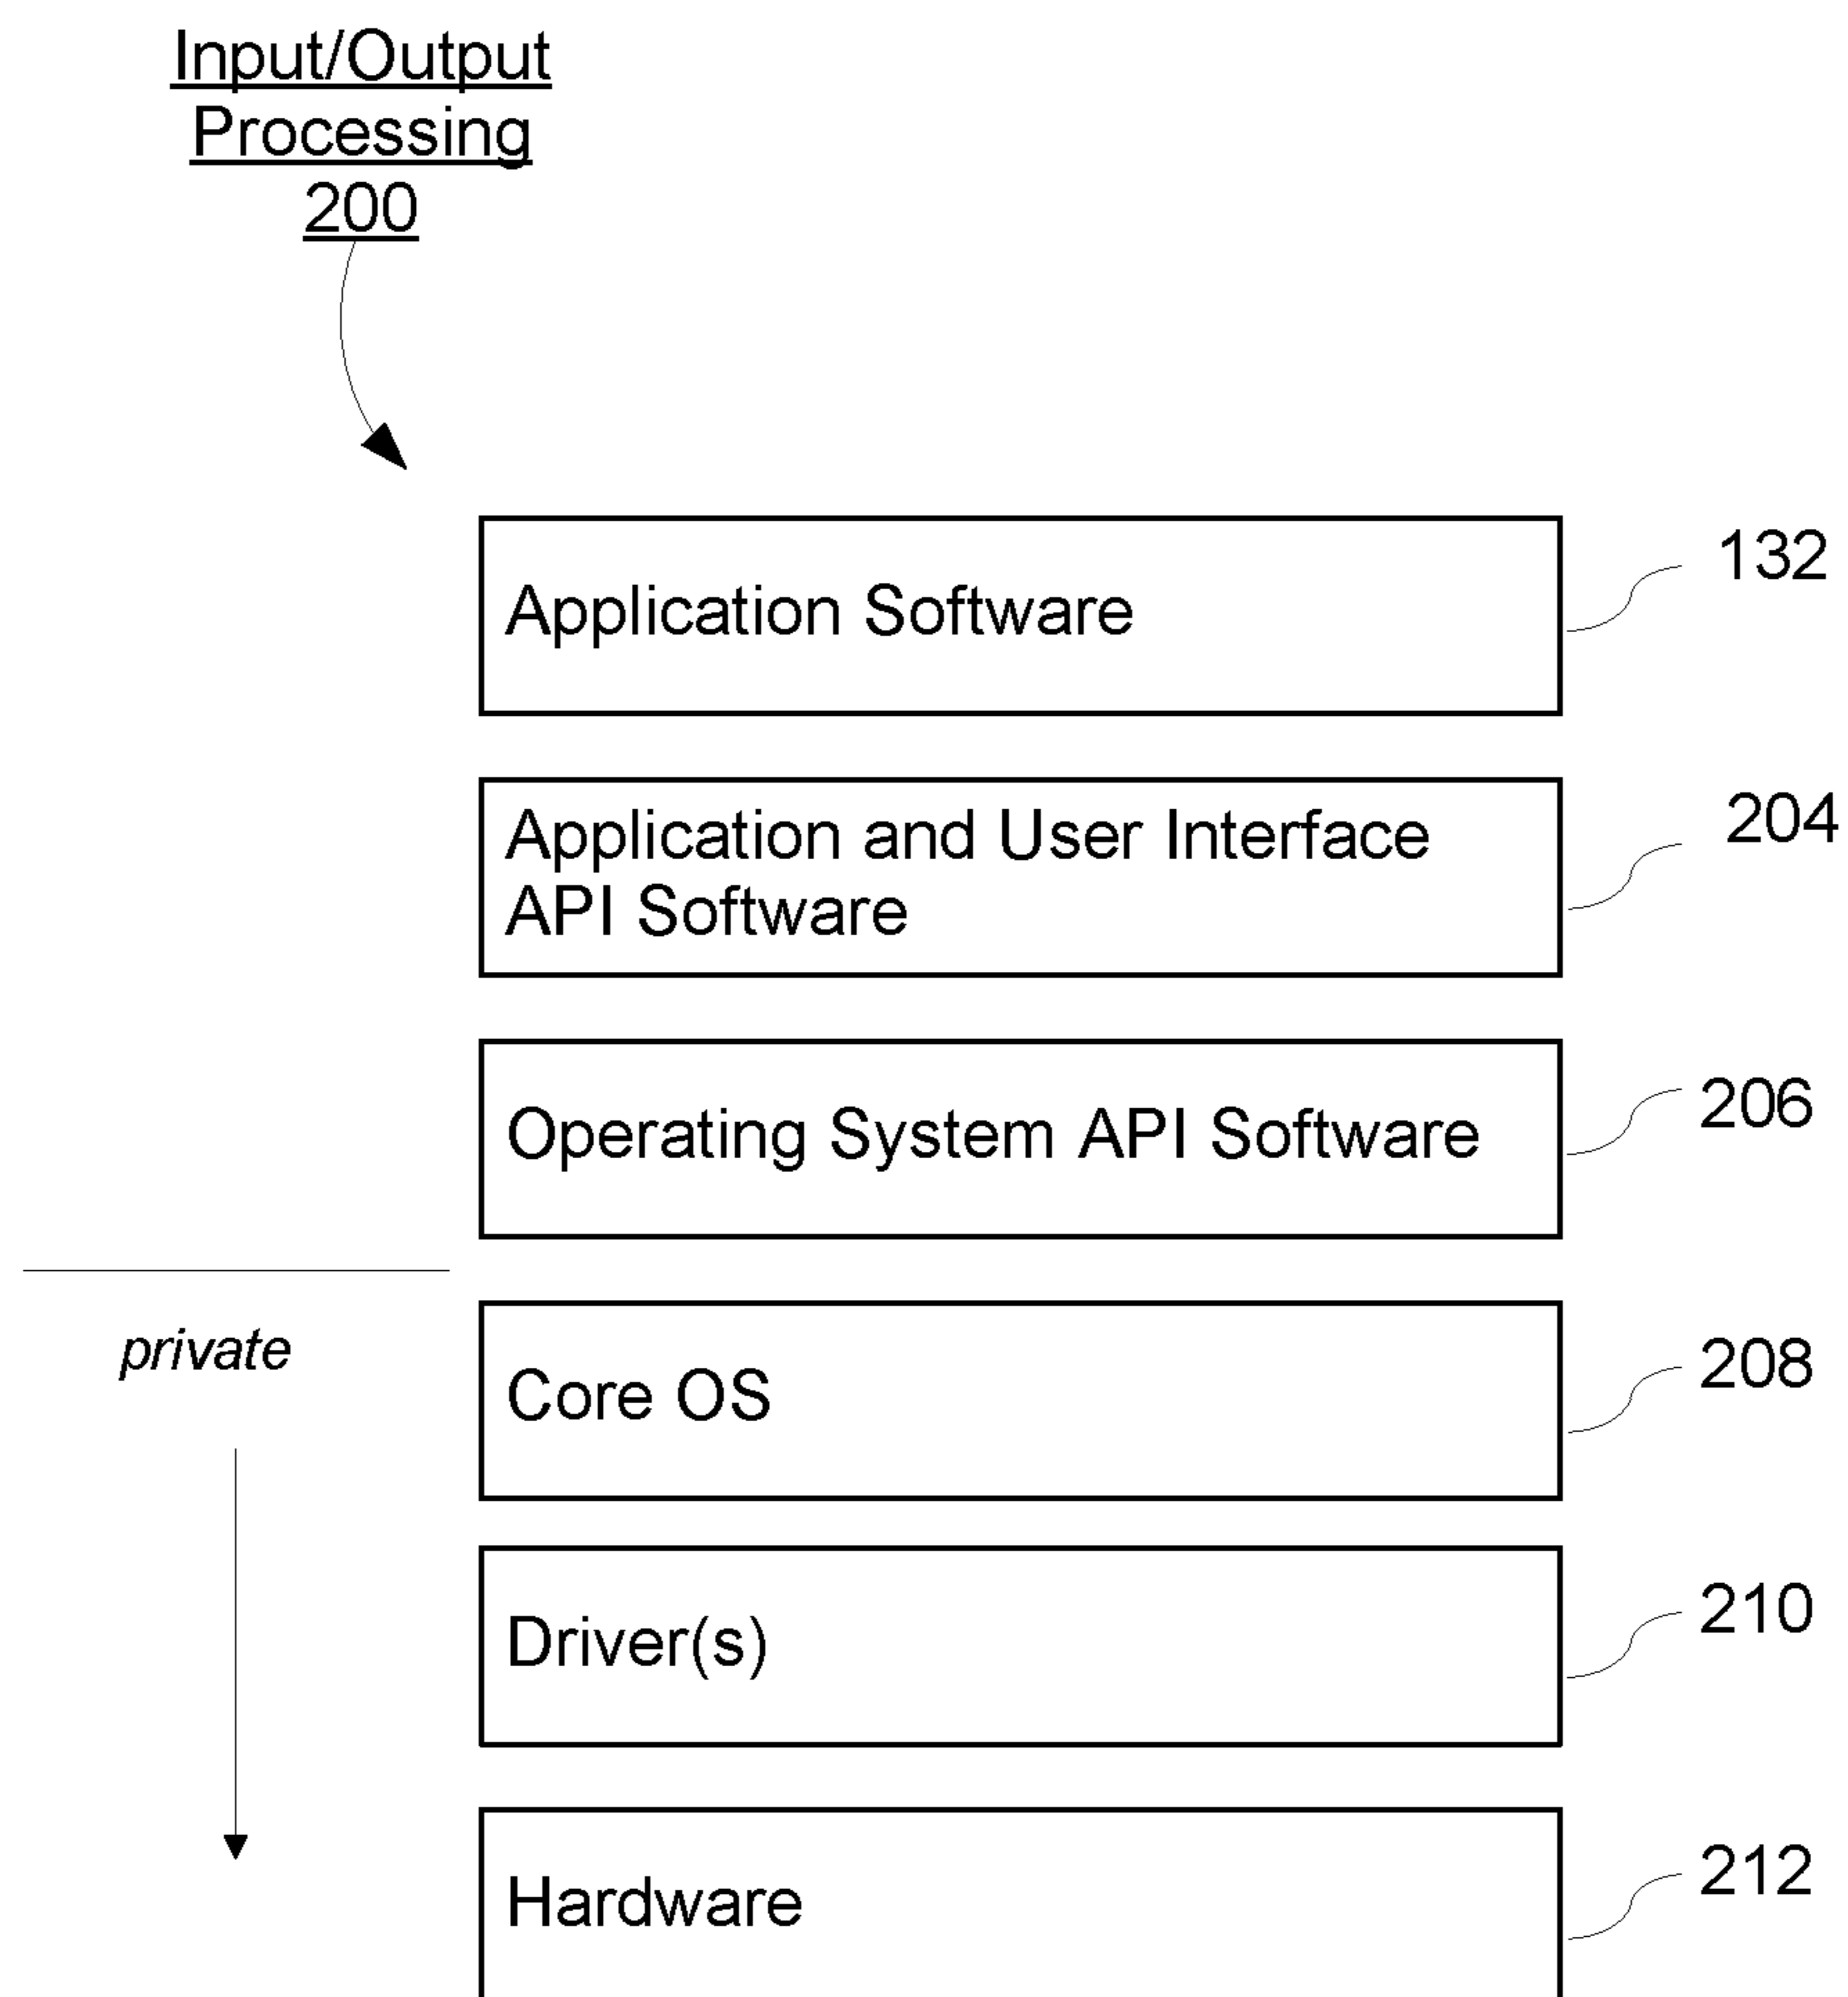 Input/Output
Processing
200
Application Software
132
Application and User Interface
API Software
204
Operating System API Software
206
private
Core OS
208
Driver(s)
210
Hardware
212